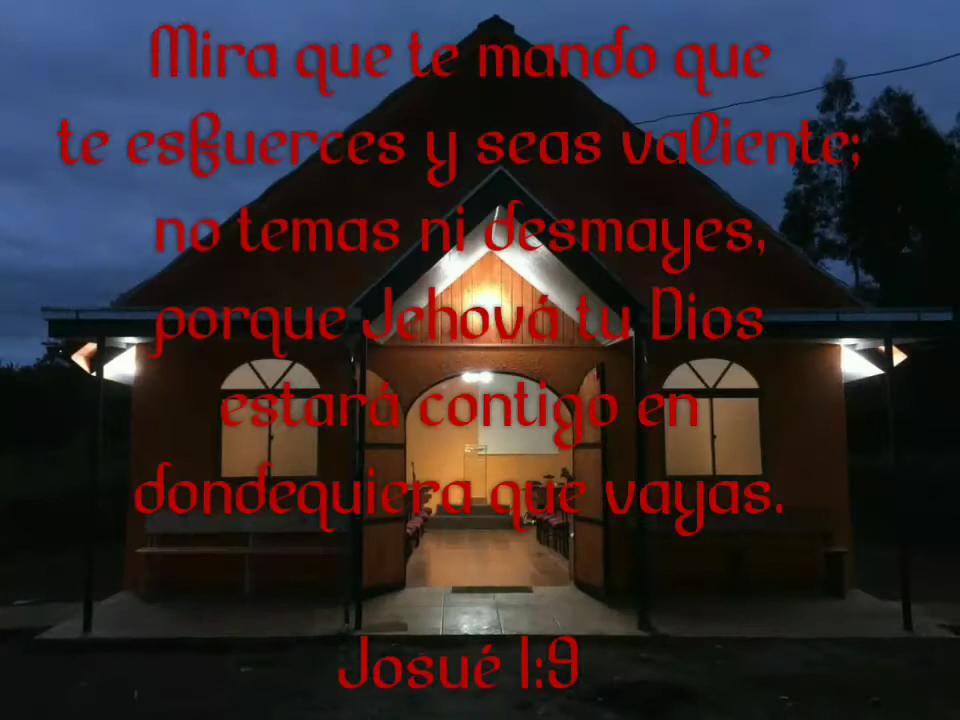 Mira que te mando que
te esfuerces y seas valiente;
no temas ni desmayes,
porque Jehová tu Dios
estará contigo en
dondequiera que vayas.
Josué 1:9